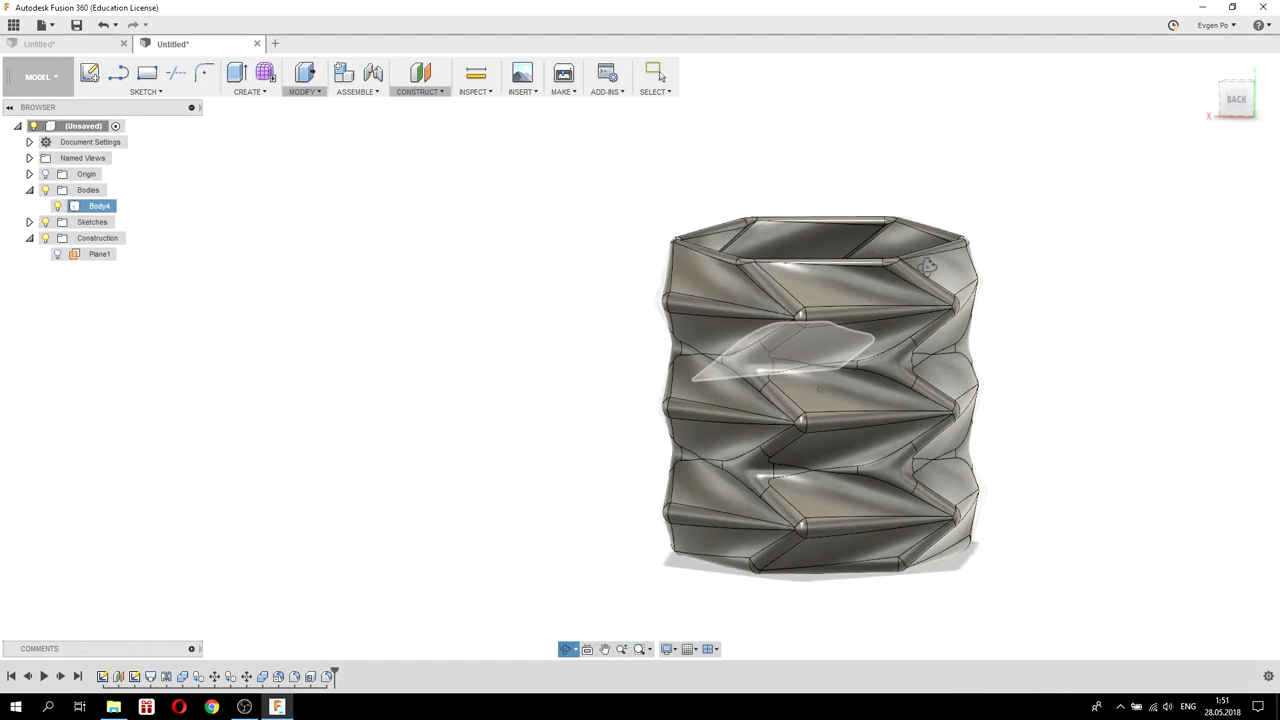 Autodesk Fusion 360 (Education License)
Evgen Po
Untitled*
Untitled*
MODEL
SKETCH
CREATE
MODIFY
ASSEMBLE
CONSTRUCT
INSPECT
INSERT
MAKE
ADD-INS
SELECT
BROWSER
BACK
X
(Unsaved)
Document Settings
Named Views
Origin
Bodies
Body4
Sketches
Construction
Plane1
COMMENTS
ENG
1:51
28.05.2018